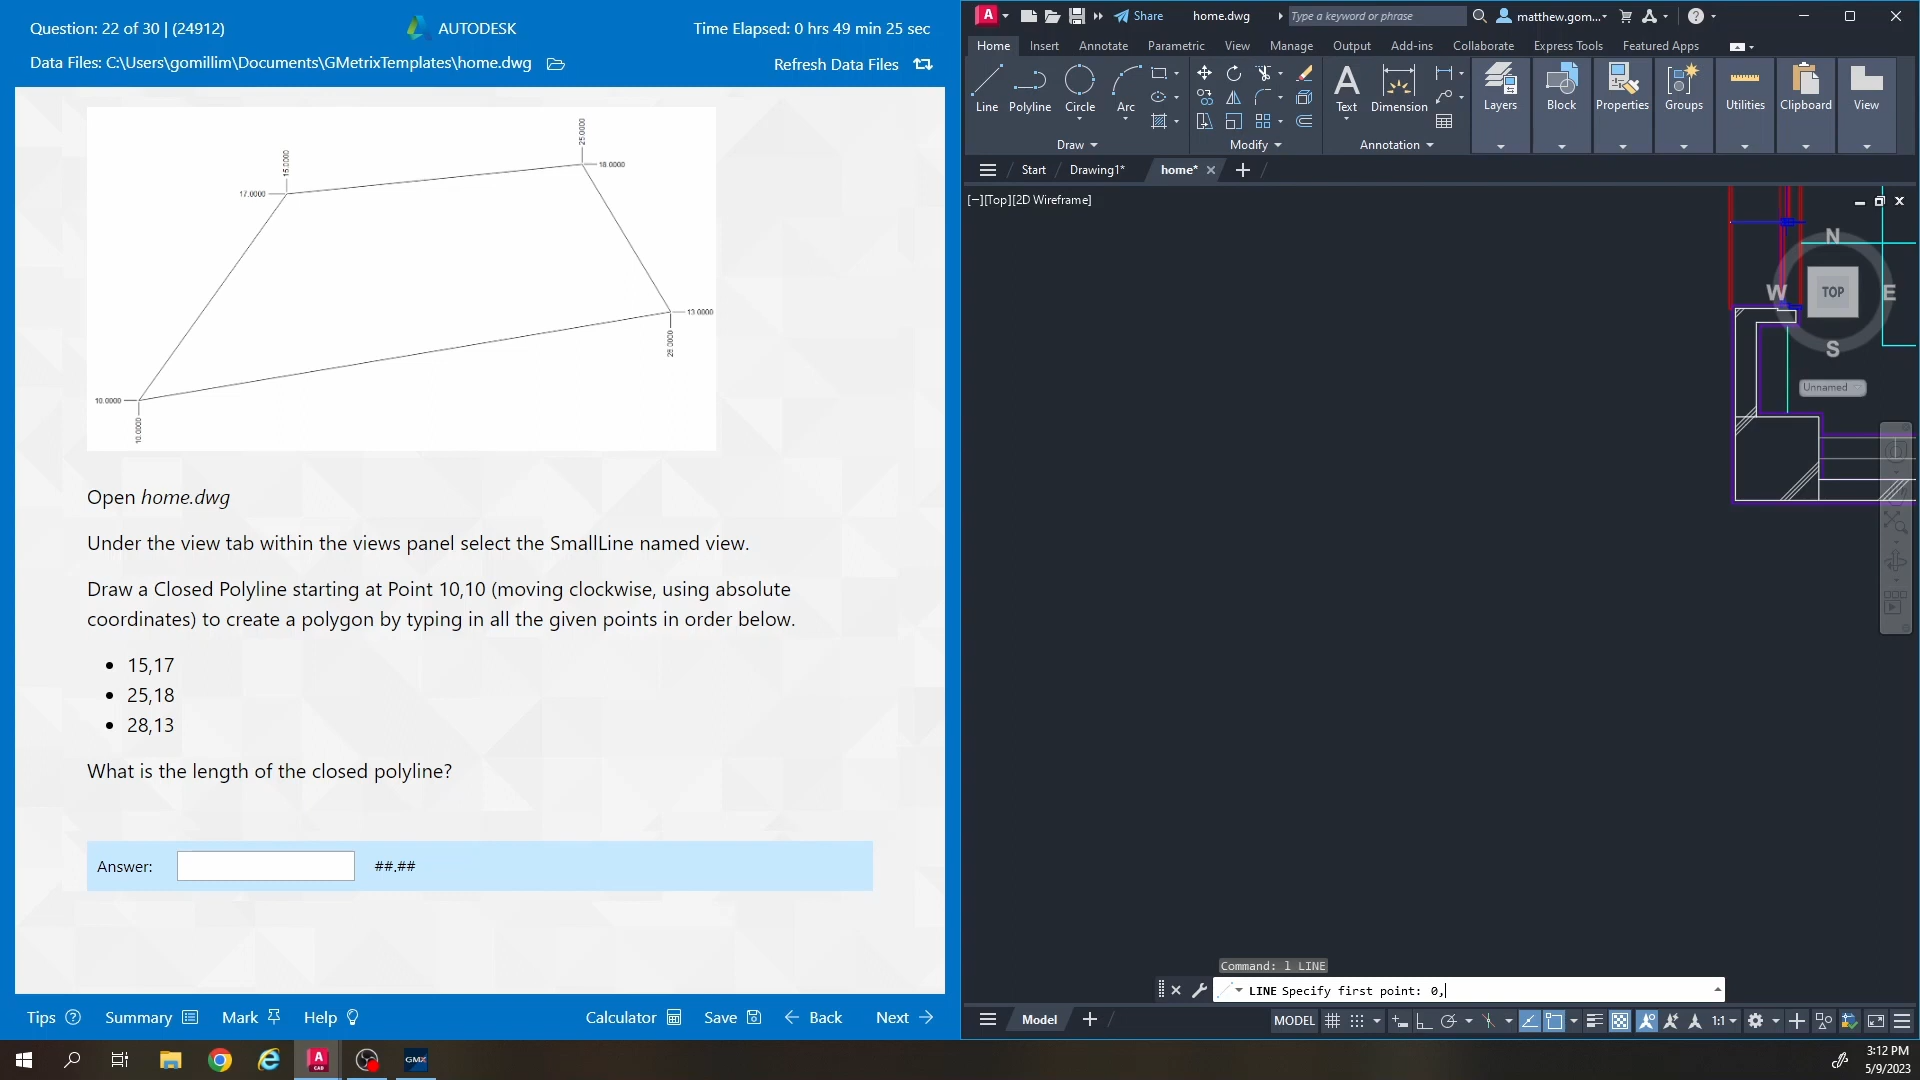 Question: 22 of 30 | (24912)
AUTODESK
Time Elapsed: 0 hrs 49 min 25 sec
Data Files: C:\Users\gomillim\Documents\GMetrixTemplates\home.dwg
Refresh Data Files
25.0000
15.0000
18.0000
17.0000
13.0000
28.0000
10.0000
10.0000
Open home.dwg
Under the view tab within the views panel select the SmallLine named view.
Draw a Closed Polyline starting at Point 10,10 (moving clockwise, using absolute
coordinates) to create a polygon by typing in all the given points in order below.
• 15,17
• 25,18
• 28,13
What is the length of the closed polyline?
Answer: ##.##
Tips Summary Mark Help Calculator Save Back Next
A home.dwg Share Type a keyword or phrase matthew.gom...
Home Insert Annotate Parametric View Manage Output Add-ins Collaborate Express Tools Featured Apps
Line Polyline Circle Arc Text Dimension Layers Block Properties Groups Utilities Clipboard View
Draw Modify Annotation
Start Drawing1* home*
[−][Top][2D Wireframe]
N
W TOP E
S
Unnamed
Command: l LINE
LINE Specify first point: 0,
Model MODEL 1:1
A CAD GMX
3:12 PM
5/9/2023